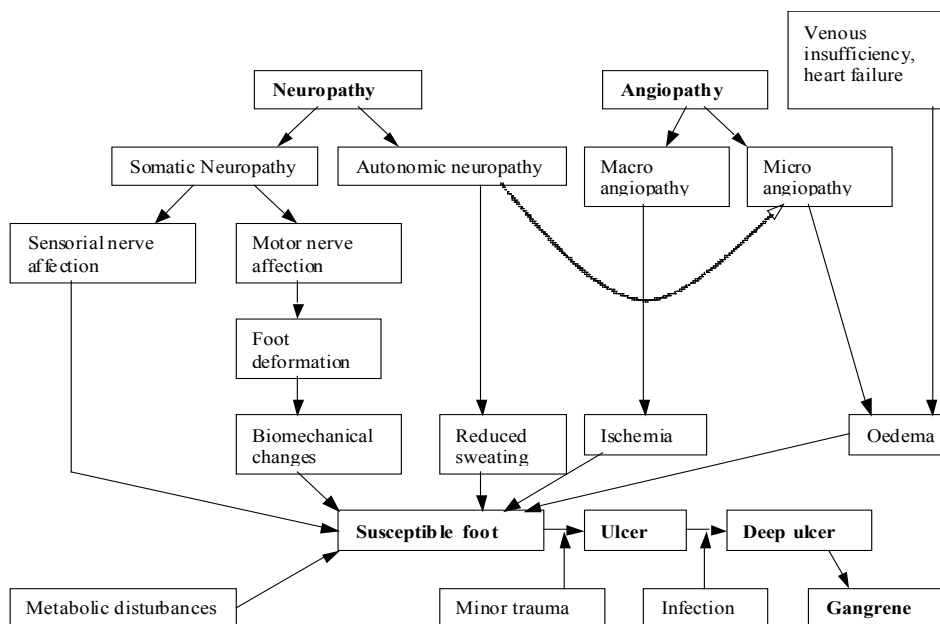 Venous
insufficiency,
heart failure
Neuropathy
Angiopathy
Somatic Neuropathy
Autonomic neuropathy
Macro
angiopathy
Micro
angiopathy
Sensorial nerve
affection
Motor nerve
affection
Foot
deformation
Biomechanical
changes
Reduced
sweating
Ischemia
Oedema
Susceptible foot
Ulcer
Deep ulcer
Metabolic disturbances
Minor trauma
Infection
Gangrene